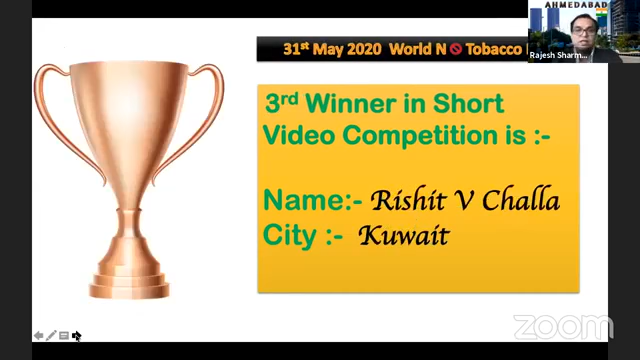 AHMEDABAD
31st May 2020 World N🚫 Tobacco
Rajesh Sharm...
3rd Winner in Short
Video Competition is :-
Name:- Rishit V Challa
City :- Kuwait
zoom